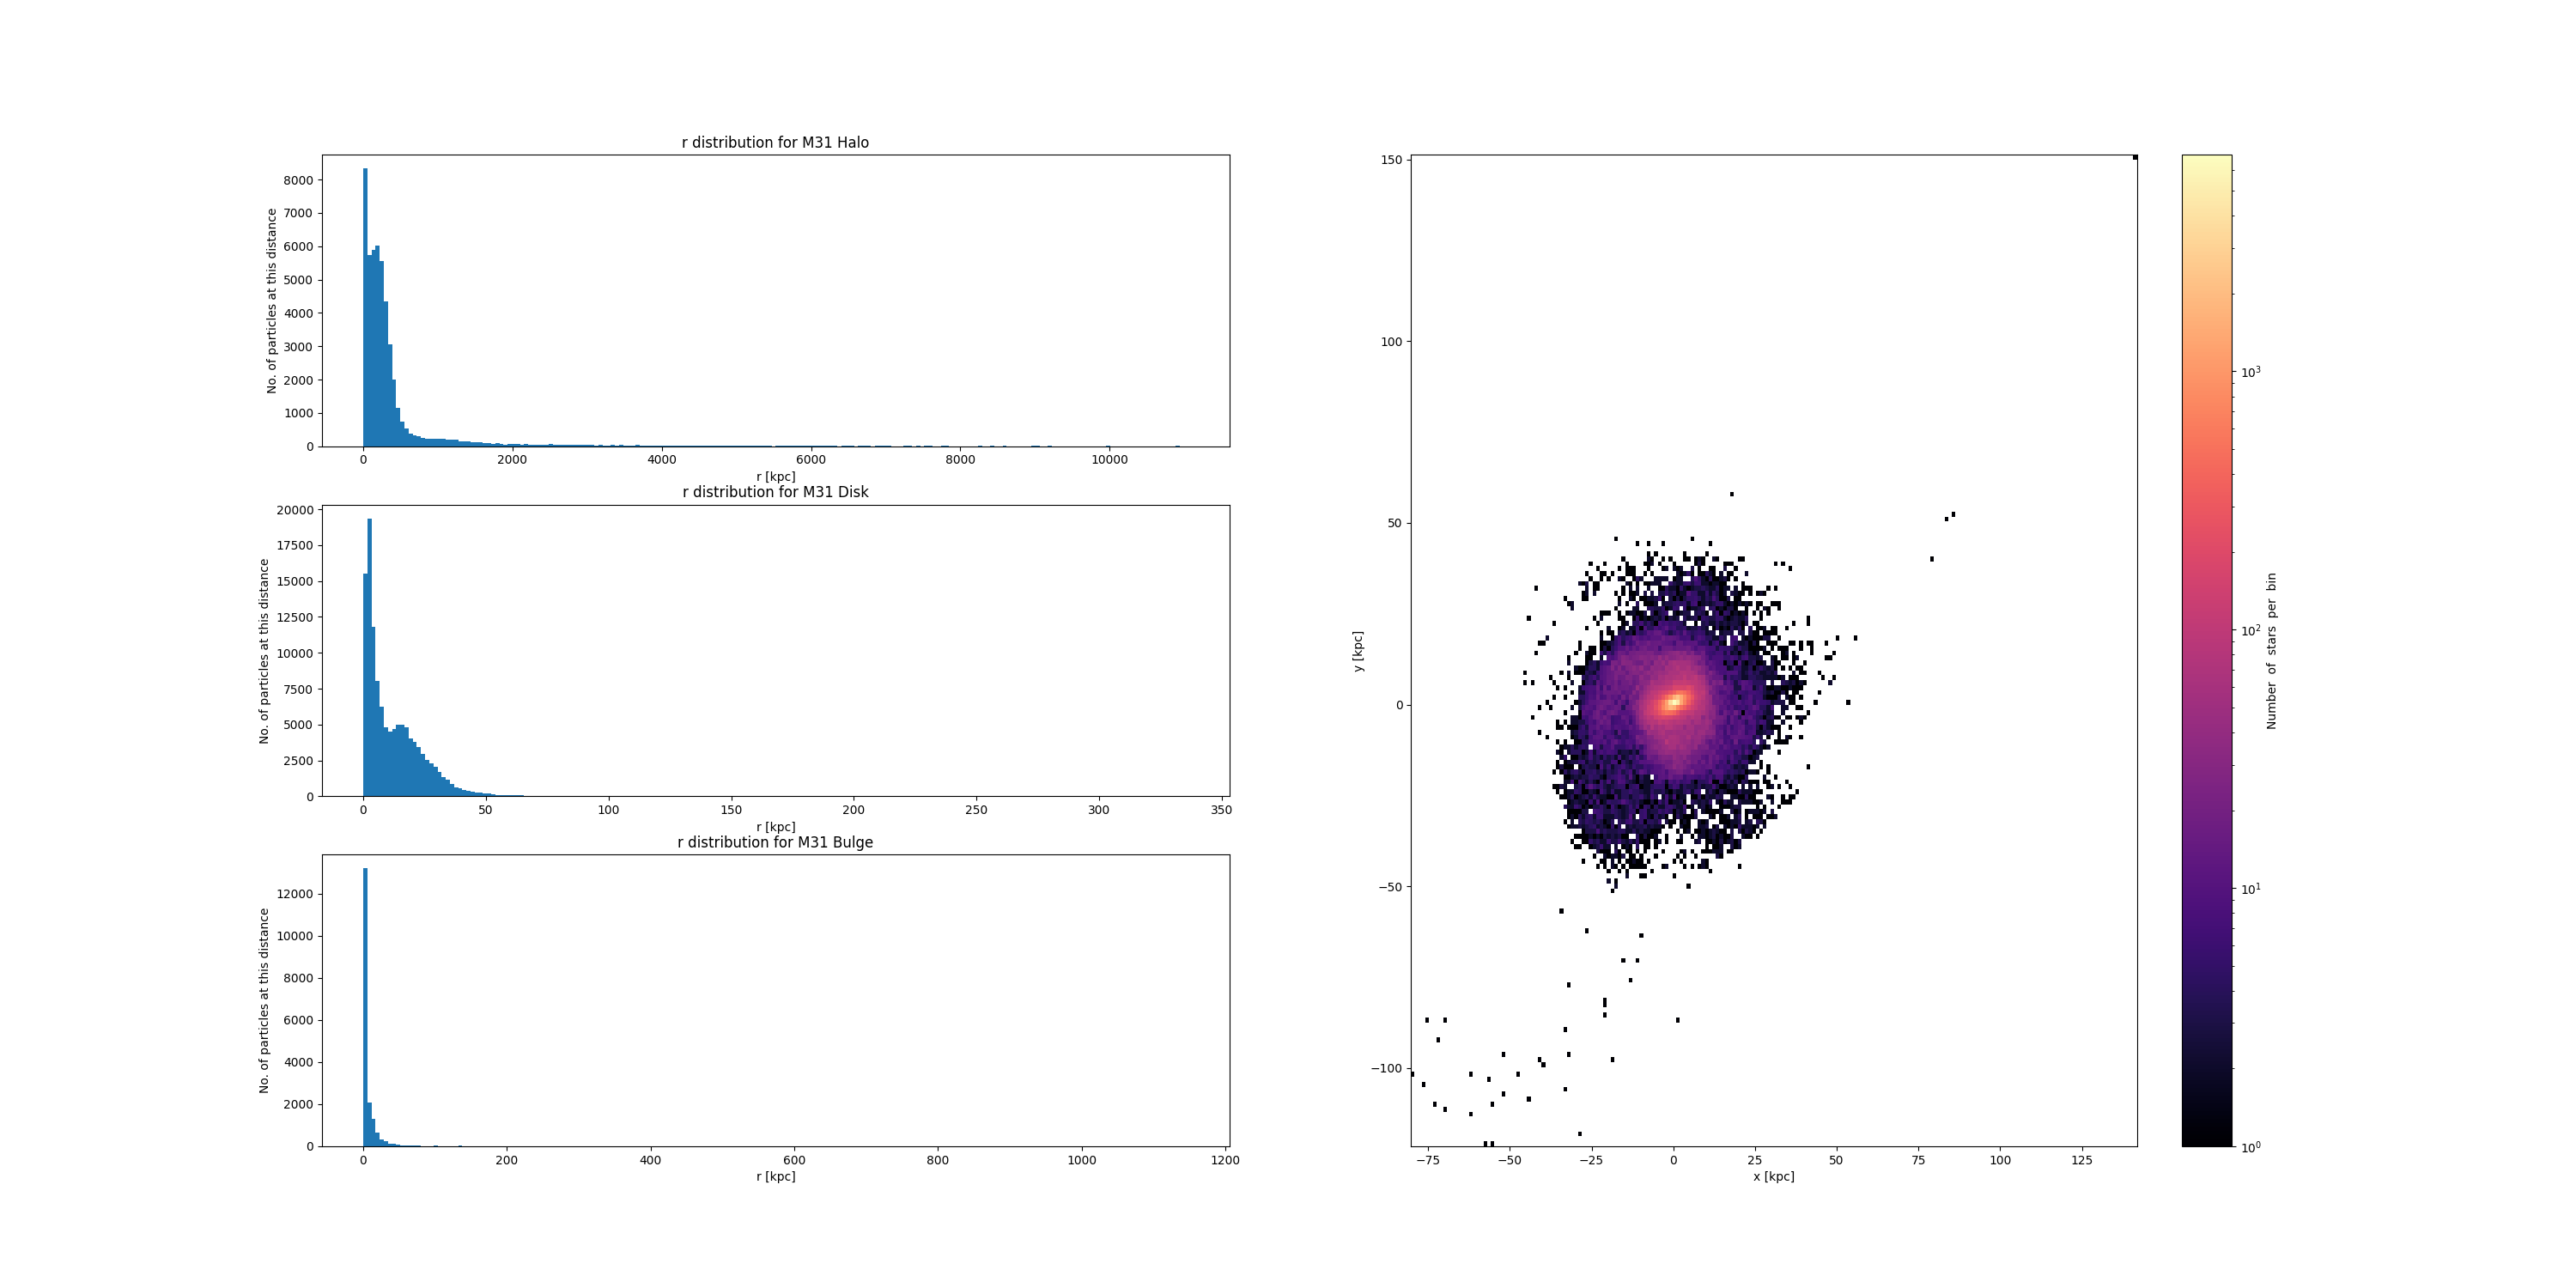 r distribution for M31 Halo
No. of particles at this distance
8000
7000
6000
5000
4000
3000
2000
1000
0
0 2000 4000 6000 8000 10000
r [kpc]
r distribution for M31 Disk
No. of particles at this distance
20000
17500
15000
12500
10000
7500
5000
2500
0
0 50 100 150 200 250 300 350
r [kpc]
r distribution for M31 Bulge
No. of particles at this distance
12000
10000
8000
6000
4000
2000
0
0 200 400 600 800 1000 1200
r [kpc]
y [kpc]
150
100
50
0
−50
−100
−75 −50 −25 0 25 50 75 100 125
x [kpc]
10³
10²
10¹
10⁰
Number of stars per bin